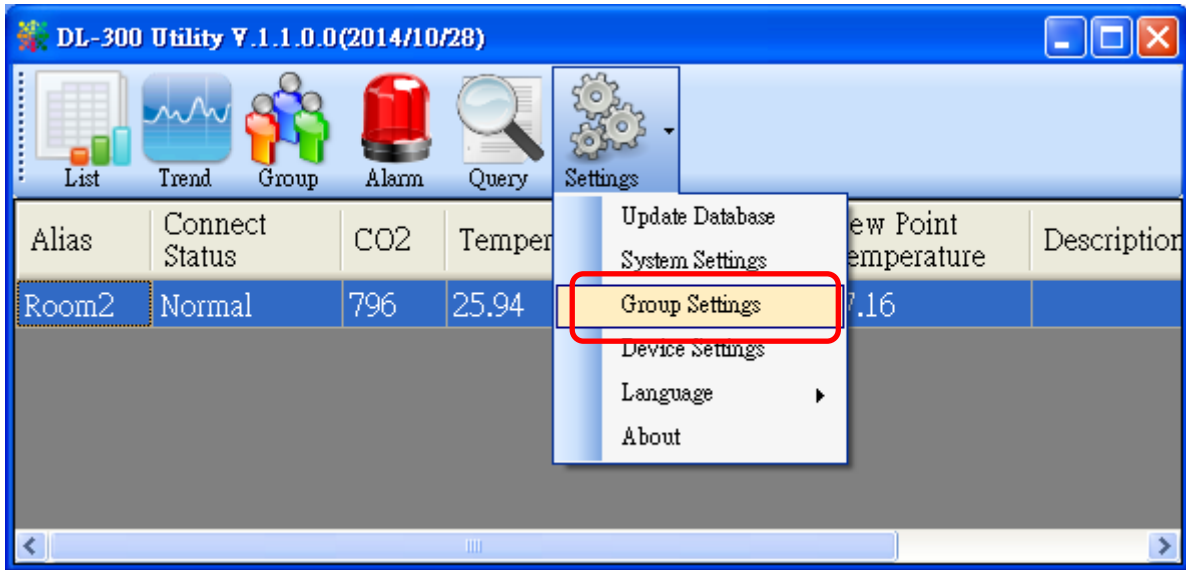 DL-300 Utility V.1.1.0.0(2014/10/28)
List Trend Group Alarm Query Settings
Update Database
System Settings
Group Settings
Device Settings
Language
About
Alias Connect Status CO2 Temper ew Point emperature Description
Room2 Normal 796 25.94 7.16